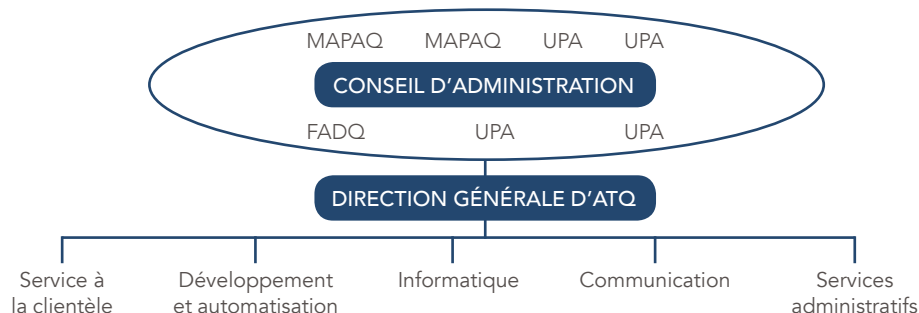 MAPAQ MAPAQ UPA UPA
CONSEIL D'ADMINISTRATION
FADQ UPA UPA
DIRECTION GÉNÉRALE D'ATQ
Service à la clientèle
Développement et automatisation
Informatique
Communication
Services administratifs